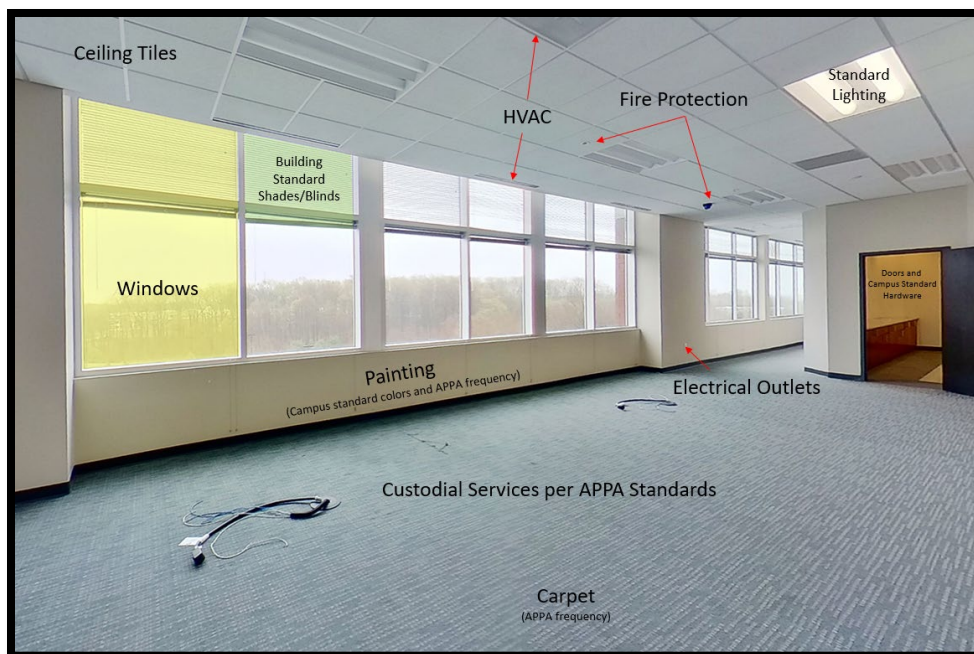 Ceiling Tiles
Standard
Lighting
Fire Protection
HVAC
Building
Standard
Shades/Blinds
Windows
Doors and
Campus Standard
Hardware
Painting
(Campus standard colors and APPA frequency)
Electrical Outlets
Custodial Services per APPA Standards
Carpet
(APPA frequency)